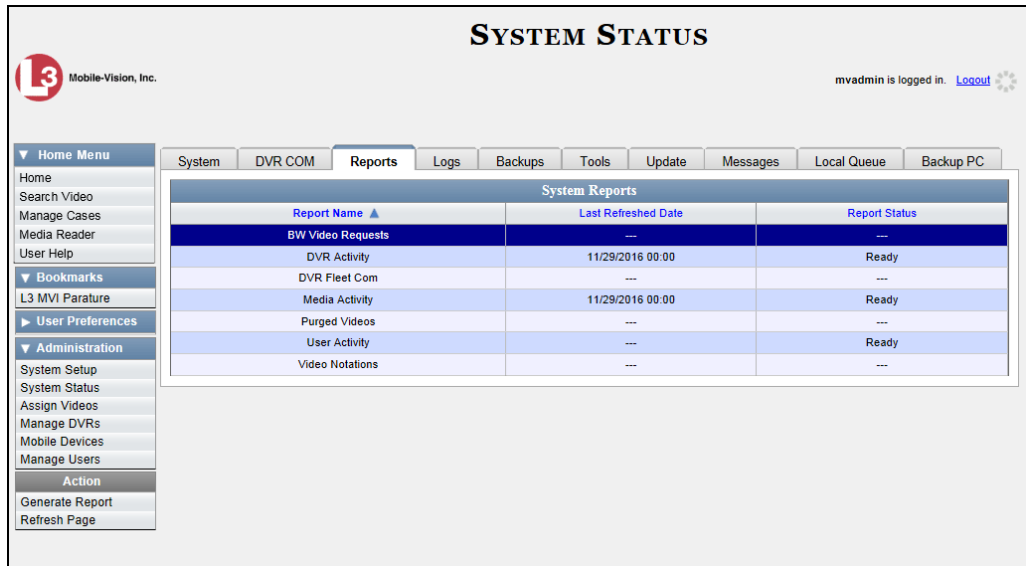 SYSTEM STATUS
L3 Mobile-Vision, Inc.
mvadmin is logged in. Logout
▼ Home Menu
Home
Search Video
Manage Cases
Media Reader
User Help
▼ Bookmarks
L3 MVI Parature
▶ User Preferences
▼ Administration
System Setup
System Status
Assign Videos
Manage DVRs
Mobile Devices
Manage Users
Action
Generate Report
Refresh Page
System DVR COM Reports Logs Backups Tools Update Messages Local Queue Backup PC
System Reports
Report Name ▲ Last Refreshed Date Report Status
BW Video Requests --- ---
DVR Activity 11/29/2016 00:00 Ready
DVR Fleet Com --- ---
Media Activity 11/29/2016 00:00 Ready
Purged Videos --- ---
User Activity --- Ready
Video Notations --- ---